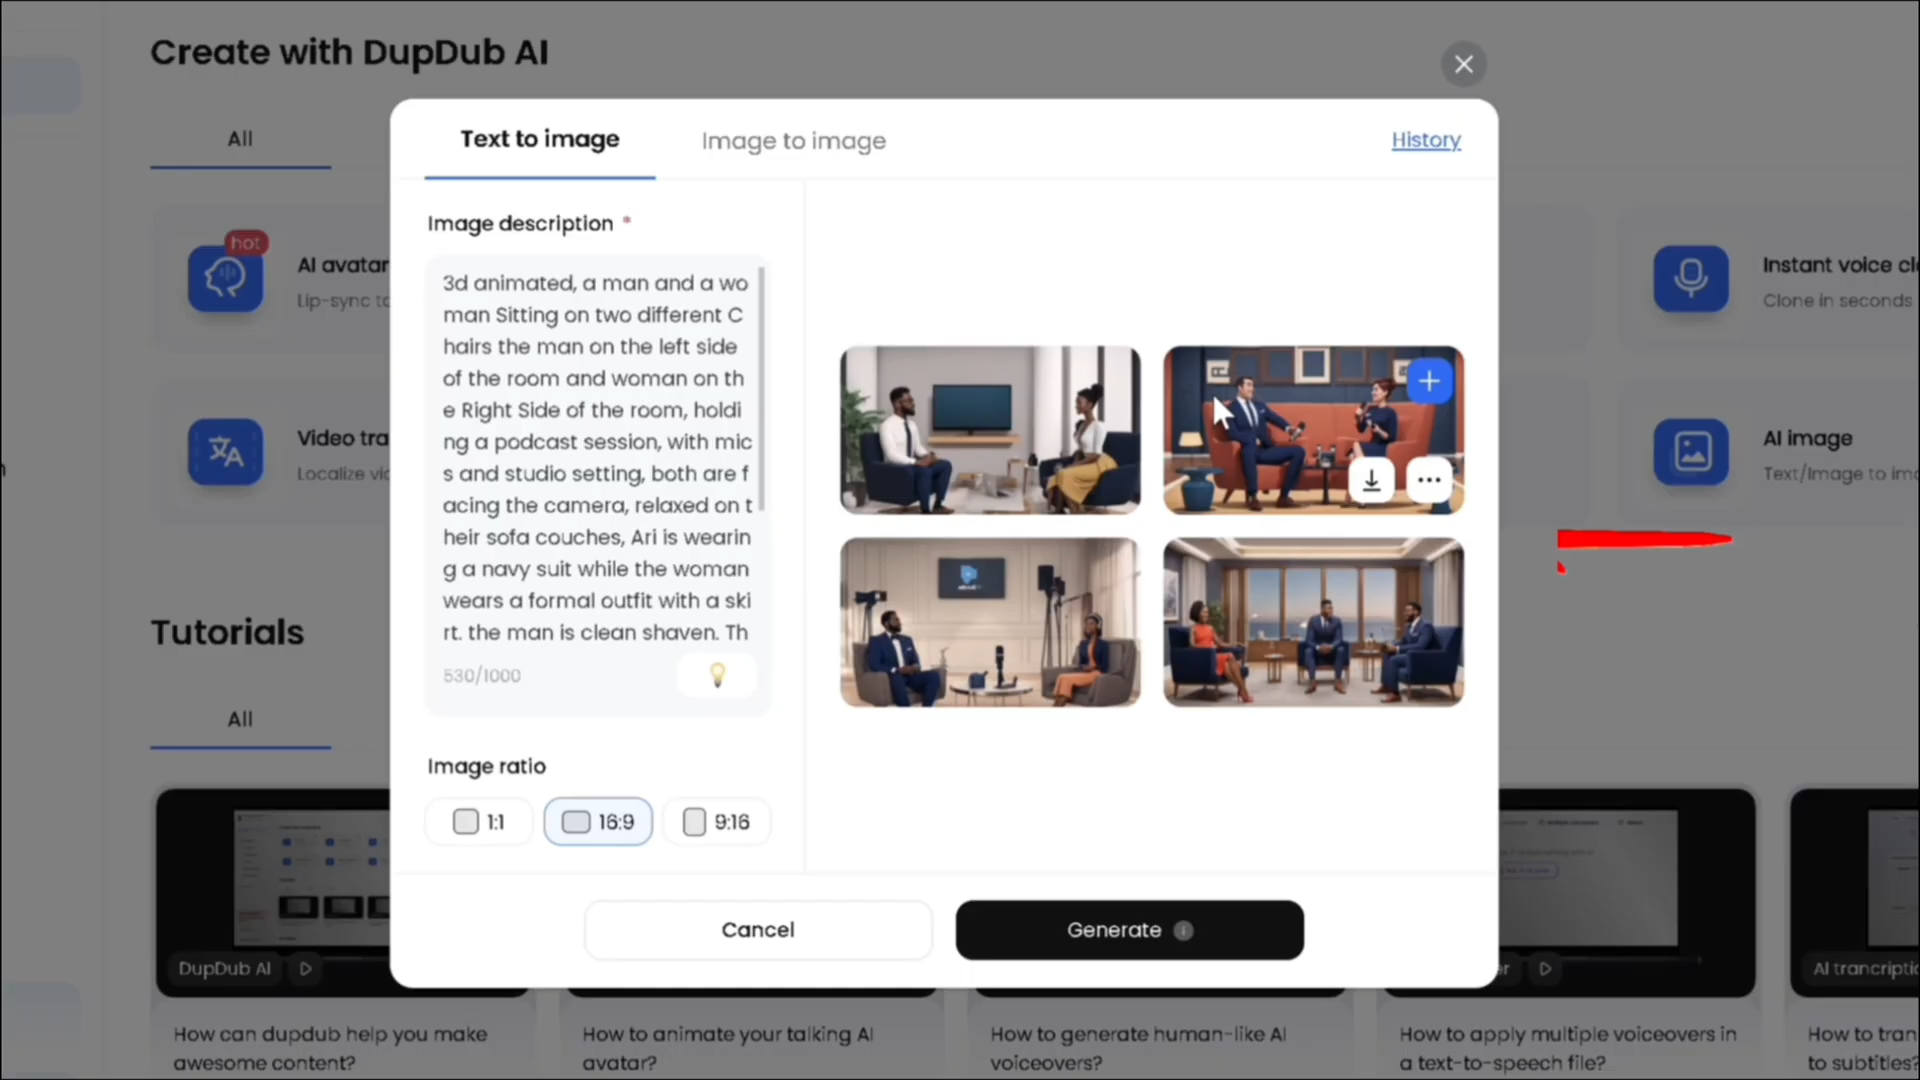 Create with DupDub AI
All
Text to image
Image to image
History
Image description *
3d animated, a man and a wo
man Sitting on two different C
hairs the man on the left side
of the room and woman on th
e Right Side of the room, holdi
ng a podcast session, with mic
s and studio setting, both are f
acing the camera, relaxed on t
heir sofa couches, Ari is wearin
g a navy suit while the woman
wears a formal outfit with a ski
rt. the man is clean shaven. Th
530/1000
Image ratio
1:1
16:9
9:16
Cancel
Generate
hot
AI avatar
Lip-sync to
Video tra
Localize vi
Instant voice cl
Clone in seconds
AI image
Text/Image to im
Tutorials
All
DupDub AI
er
AI trancripti
How can dupdub help you make
awesome content?
How to animate your talking AI
avatar?
How to generate human-like AI
voiceovers?
How to apply multiple voiceovers in
a text-to-speech file?
How to tran
to subtitles?